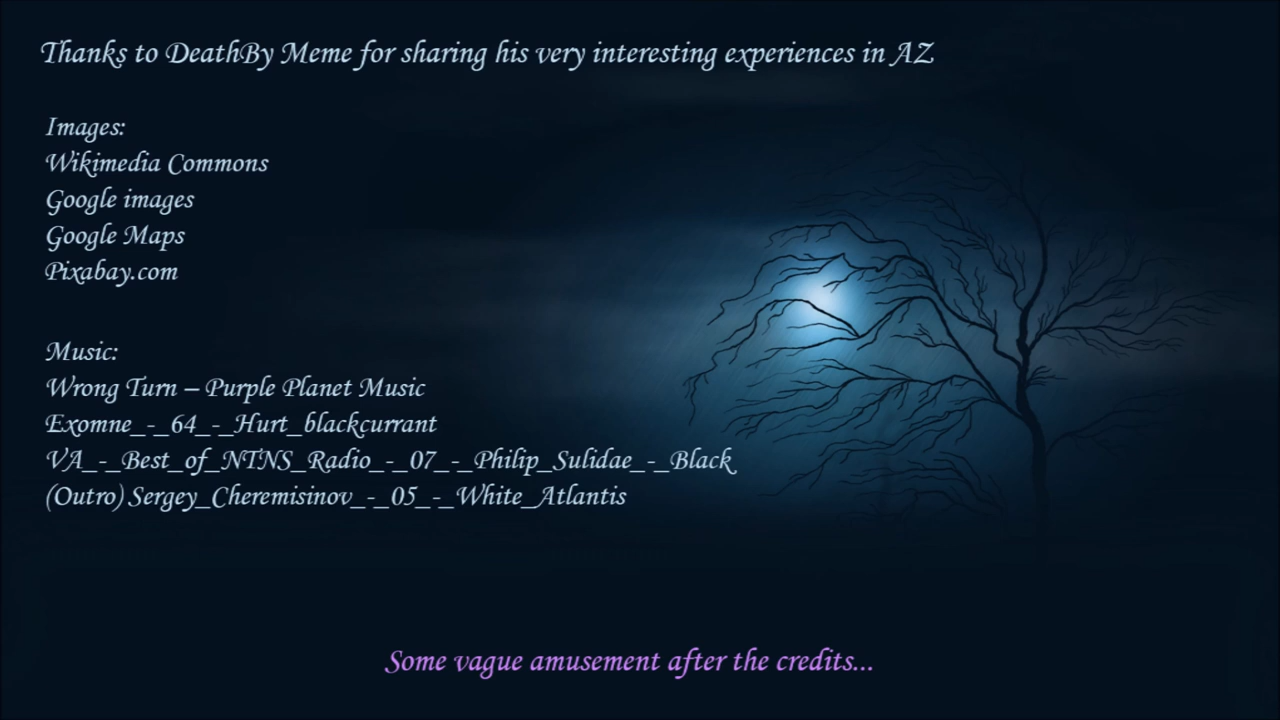 Thanks to DeathBy Meme for sharing his very interesting experiences in AZ
Images:
Wikimedia Commons
Google images
Google Maps
Pixabay.com
Music:
Wrong Turn – Purple Planet Music
Exomne_-_64_-_Hurt_blackcurrant
VA_-_Best_of_NTNS_Radio_-_07_-_Philip_Sulidae_-_Black
(Outro) Sergey_Cheremisinov_-_05_-_White_Atlantis
Some vague amusement after the credits...